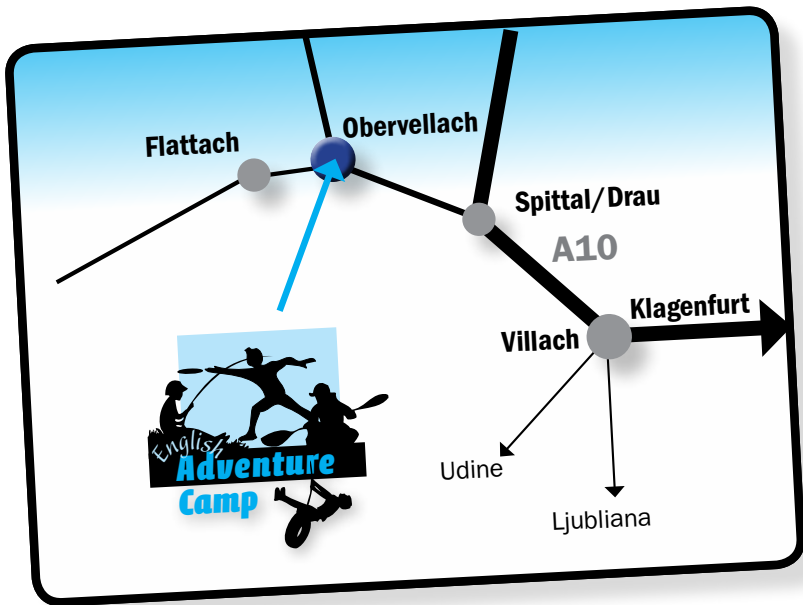 Obervellach
Flattach
Spittal/Drau
A10
Klagenfurt
Villach
Udine
Ljubliana
English
Adventure
Camp